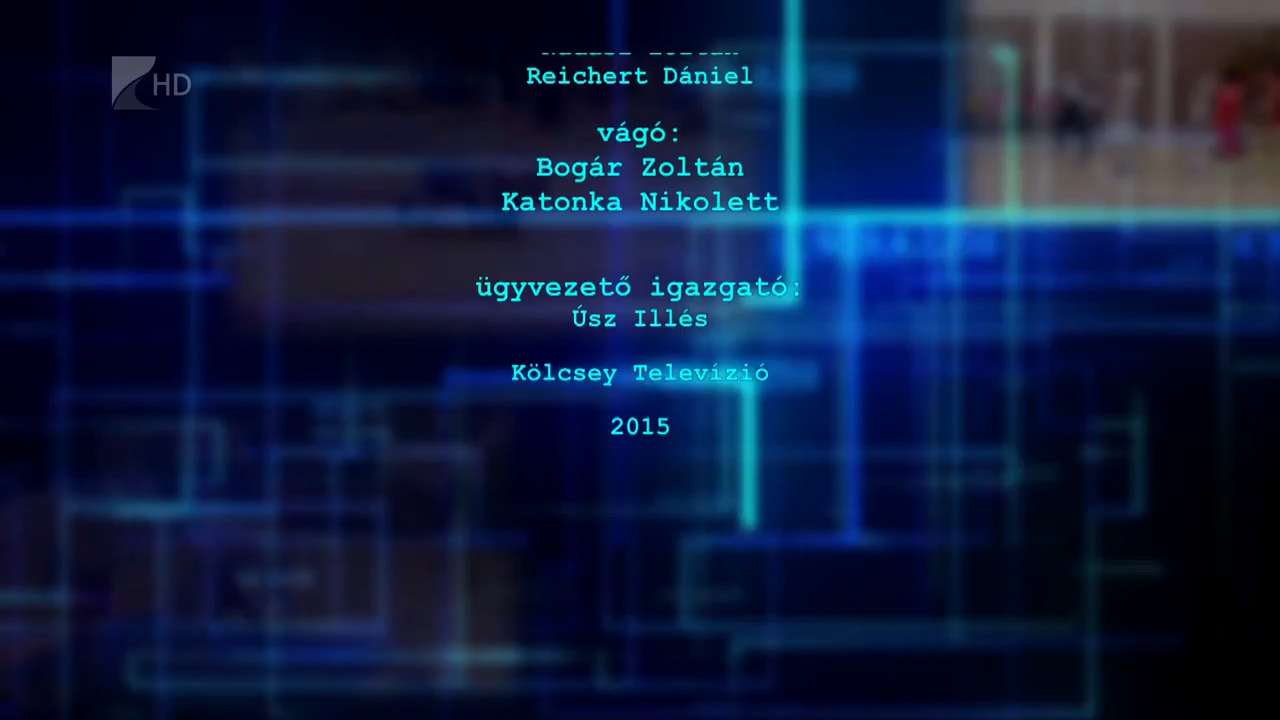 HD
Reichert Dániel
vágó:
Bogár Zoltán
Katonka Nikolett
ügyvezető igazgató:
Úsz Illés
Kölcsey Televízió
2015